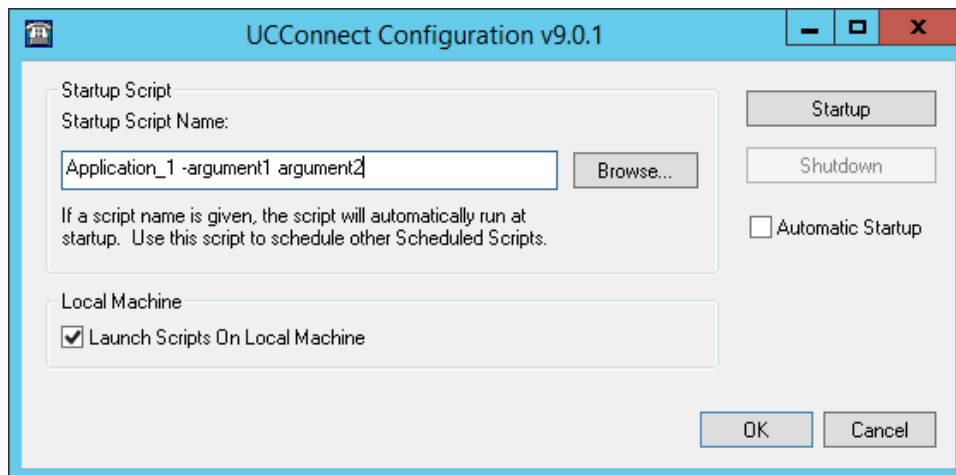 UCConnect Configuration v9.0.1
Startup Script
Startup Script Name:
Application_1 -argument1 argument2
Browse...
If a script name is given, the script will automatically run at
startup. Use this script to schedule other Scheduled Scripts.
Startup
Shutdown
Automatic Startup
Local Machine
Launch Scripts On Local Machine
OK
Cancel